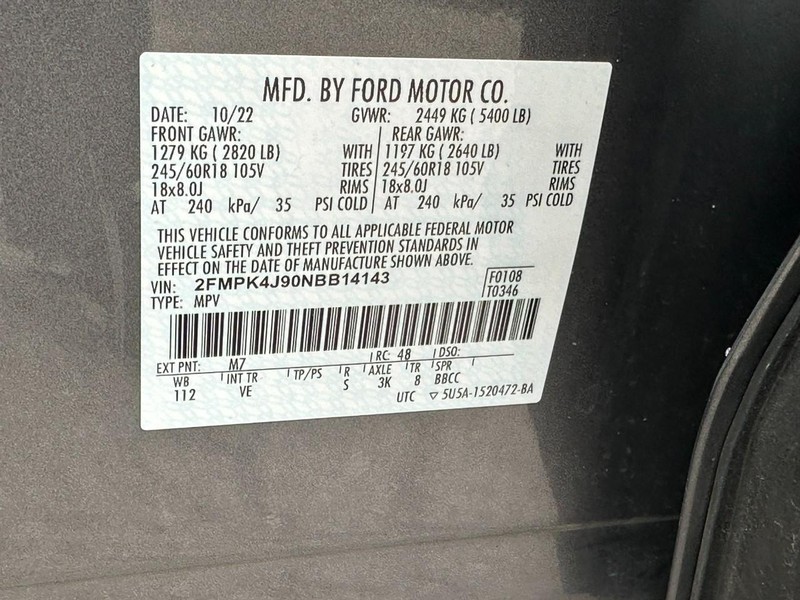 MFD. BY FORD MOTOR CO.
DATE: 10/22 GVWR: 2449 KG ( 5400 LB)
FRONT GAWR: REAR GAWR:
1279 KG ( 2820 LB) WITH 1197 KG ( 2640 LB) WITH
245/60R18 105V TIRES 245/60R18 105V TIRES
18x8.0J RIMS 18x8.0J RIMS
AT 240 kPa/ 35 PSI COLD AT 240 kPa/ 35 PSI COLD
THIS VEHICLE CONFORMS TO ALL APPLICABLE FEDERAL MOTOR
VEHICLE SAFETY AND THEFT PREVENTION STANDARDS IN
EFFECT ON THE DATE OF MANUFACTURE SHOWN ABOVE.
VIN: 2FMPK4J90NBB14143 F0108
TYPE: MPV T0346
EXT PNT: M7 RC: 48 DSO:
WB INT TR TP/PS R AXLE TR SPR
112 VE S 3K 8 BBCC
UTC ▽ 5U5A-1520472-BA